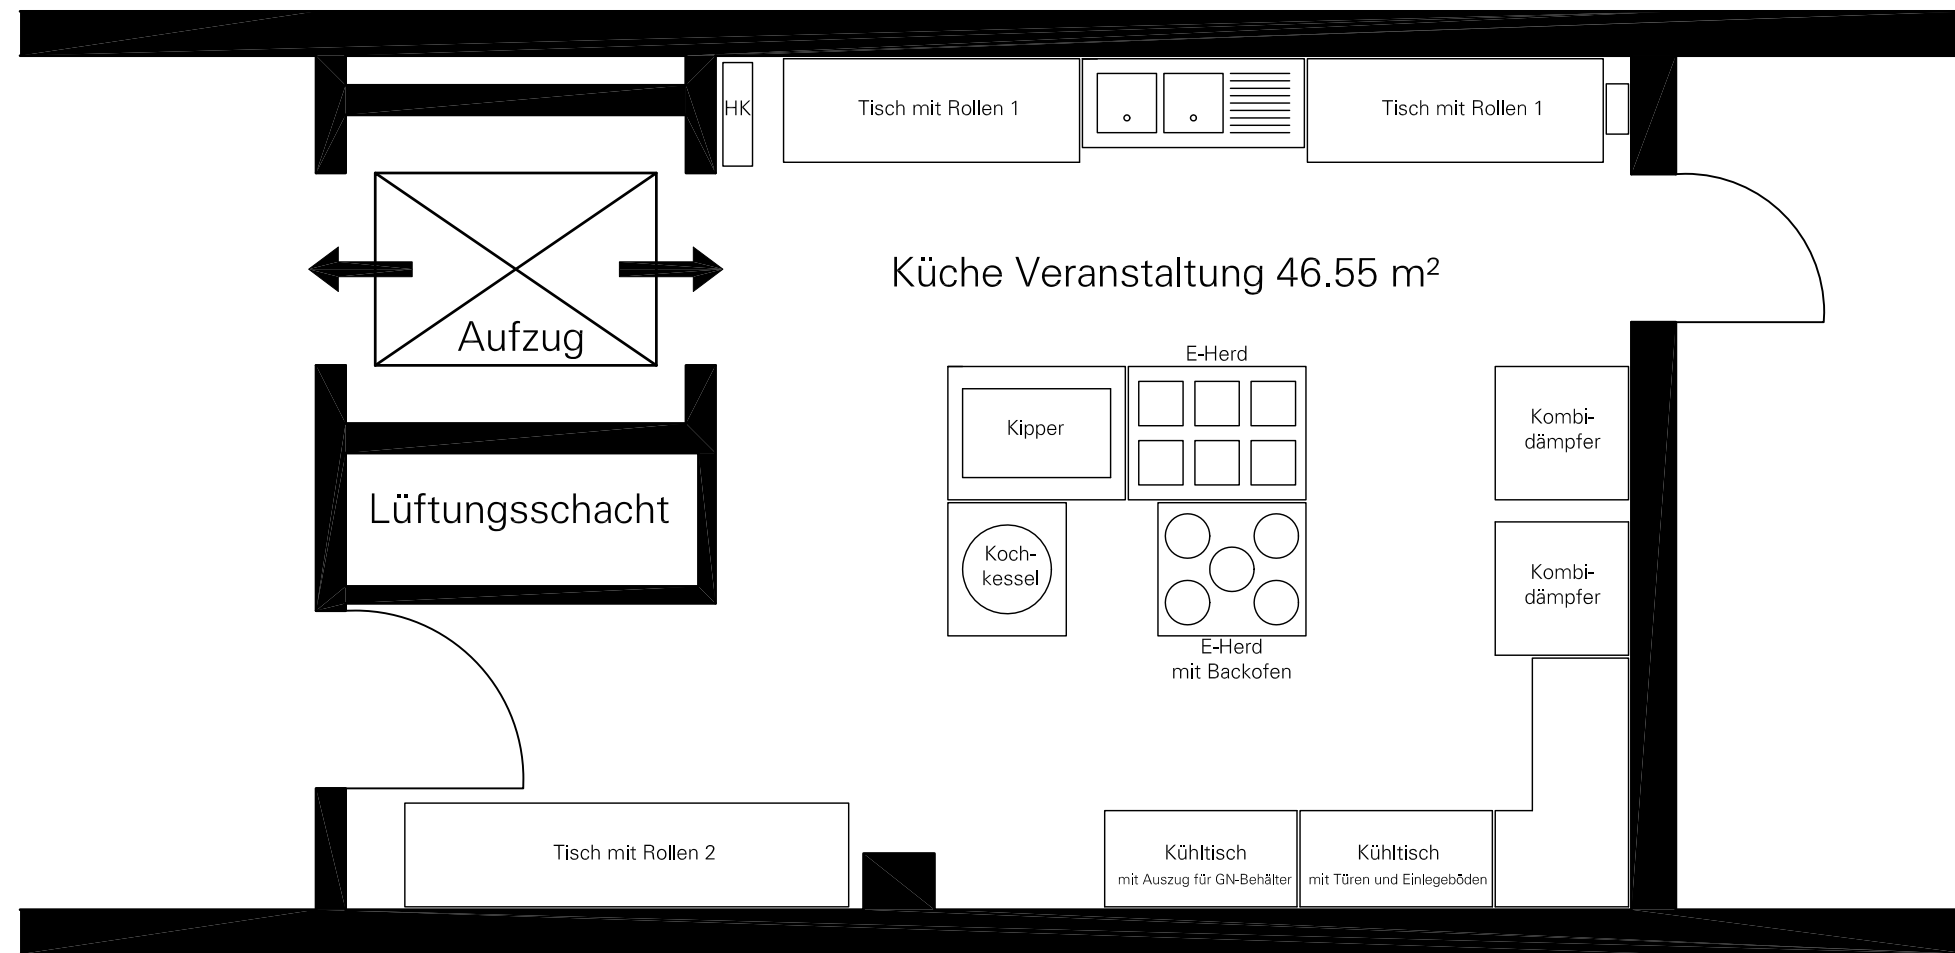 HK
Tisch mit Rollen 1
Tisch mit Rollen 1
Küche Veranstaltung 46.55 m²
Aufzug
E-Herd
Kipper
Kombi-
dämpfer
Lüftungsschacht
Koch-
kessel
Kombi-
dämpfer
E-Herd
mit Backofen
Tisch mit Rollen 2
Kühltisch
mit Auszug für GN-Behälter
Kühltisch
mit Türen und Einlegeböden